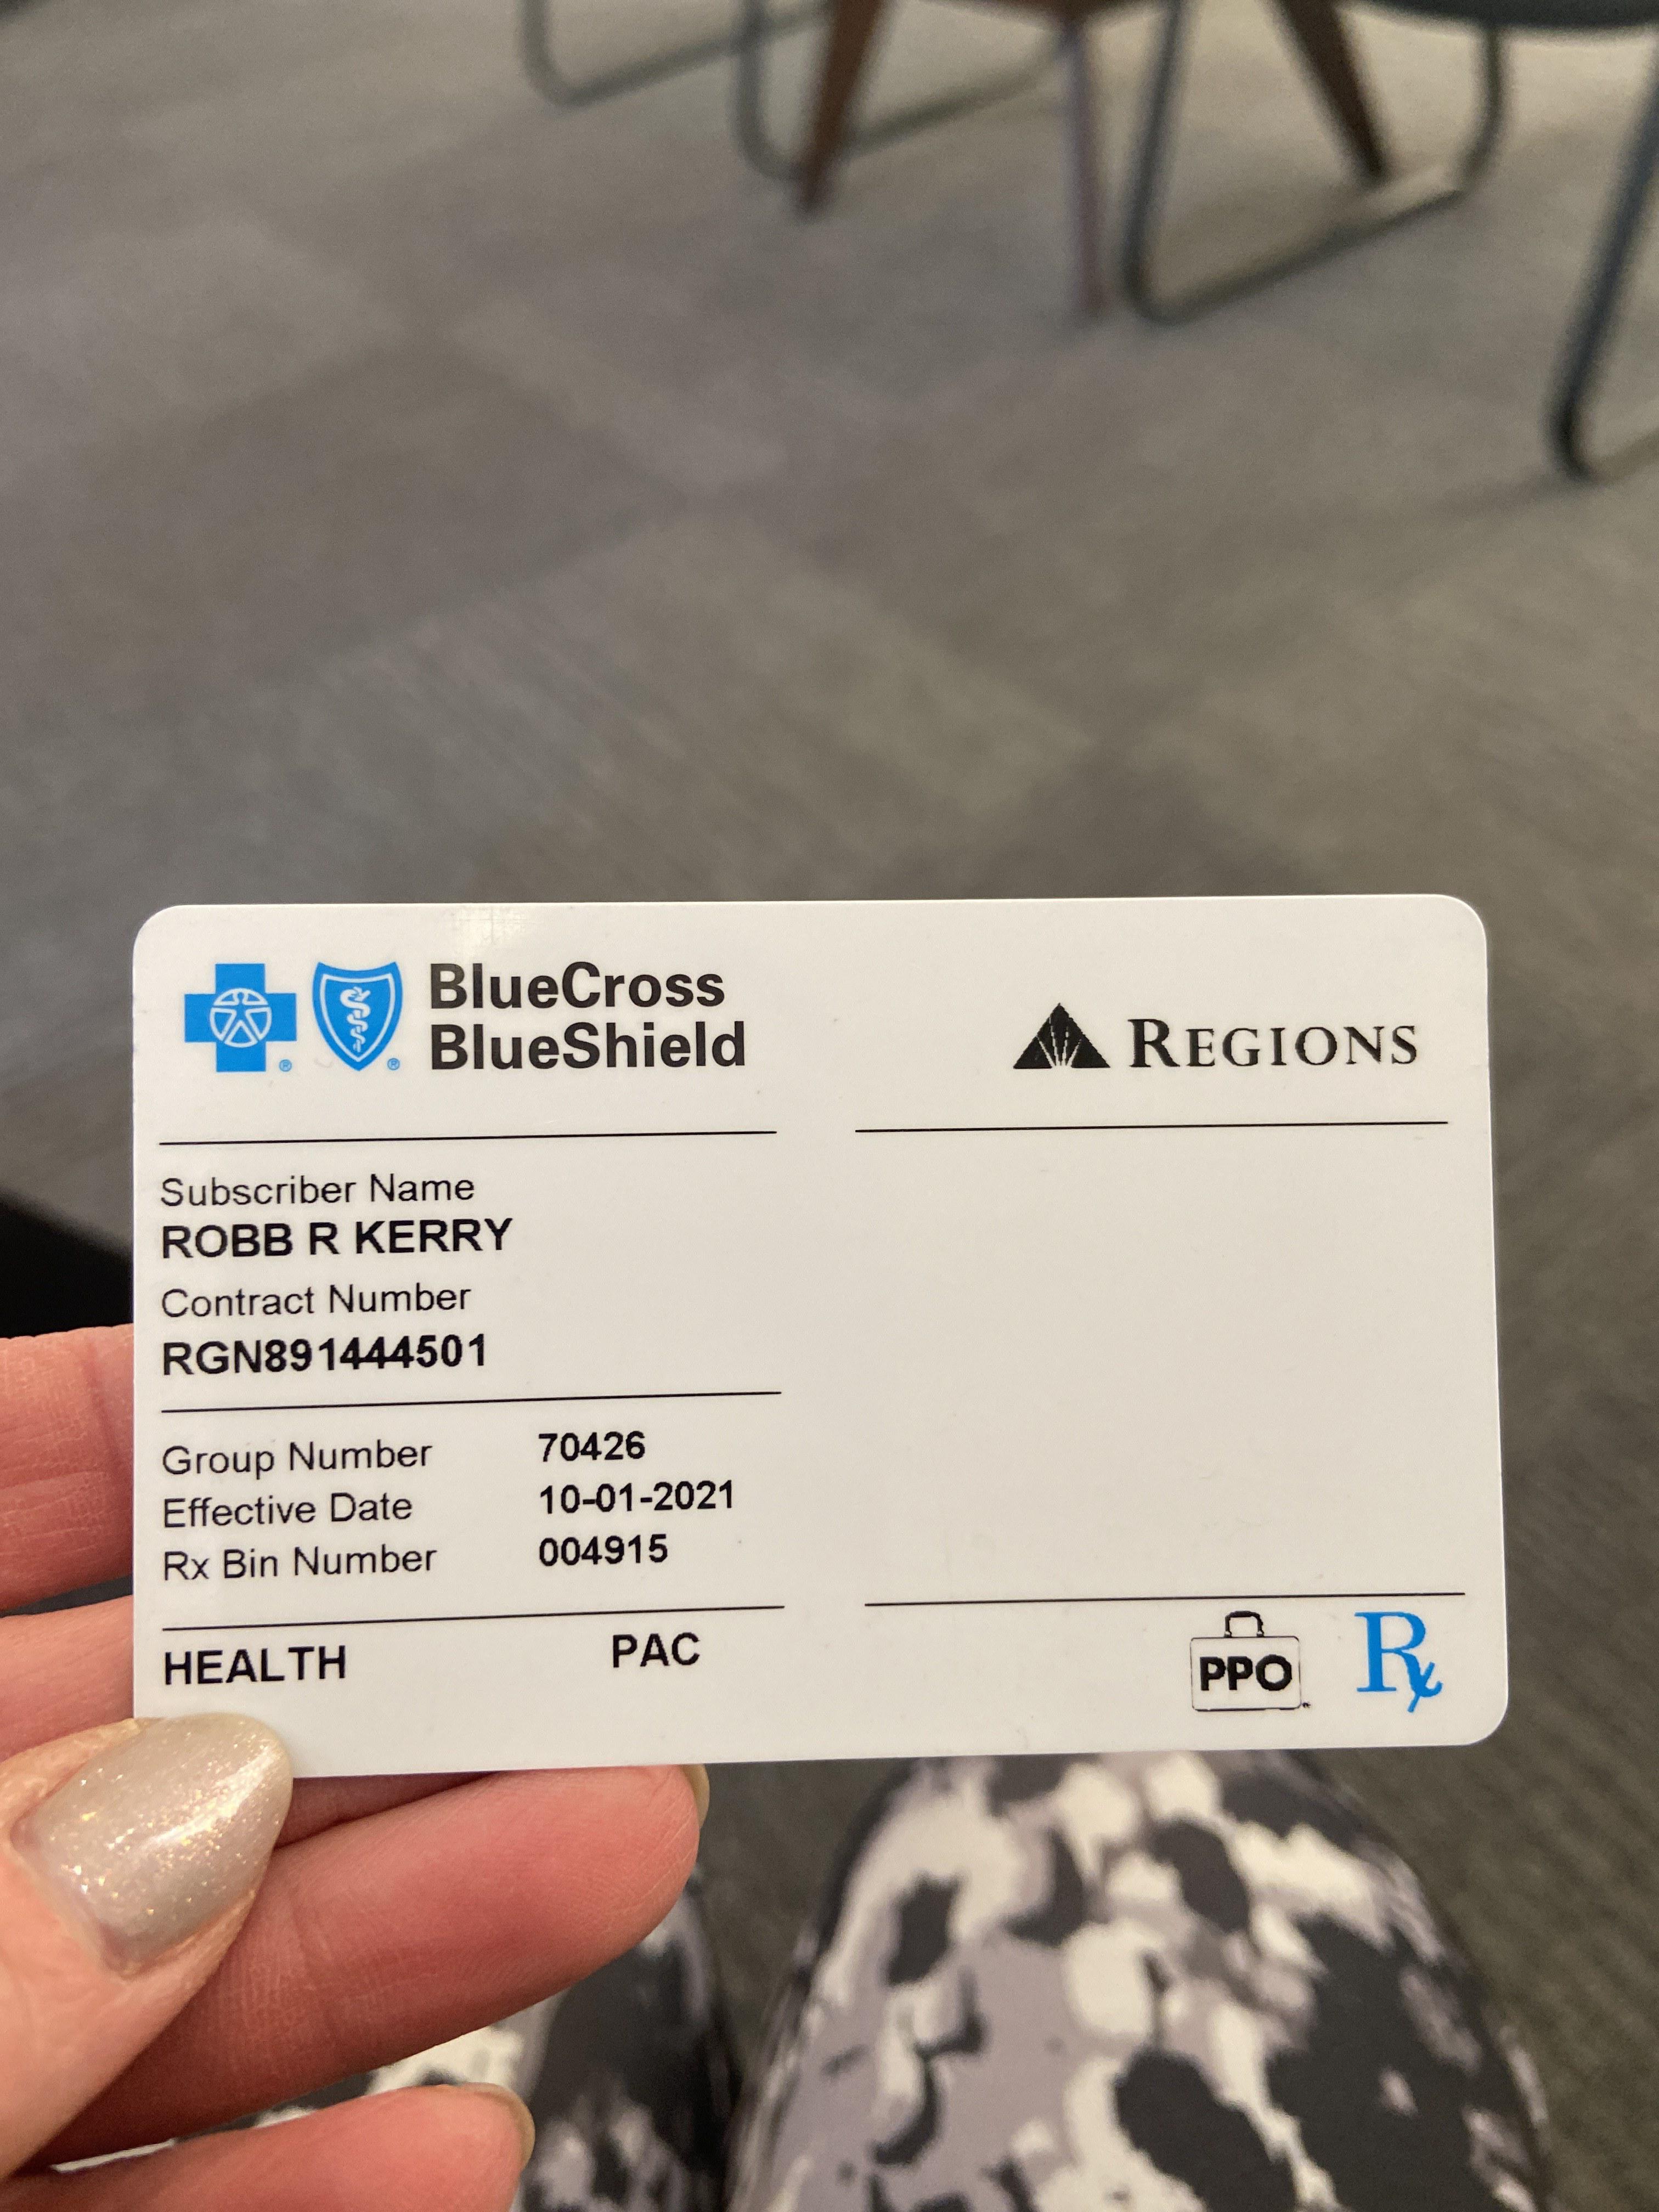 BlueCross
BlueShield
REGIONS
Subscriber Name
ROBB R KERRY
Contract Number
RGN891444501
Group Number 70426
Effective Date 10-01-2021
Rx Bin Number 004915
HEALTH PAC
PPO Rx